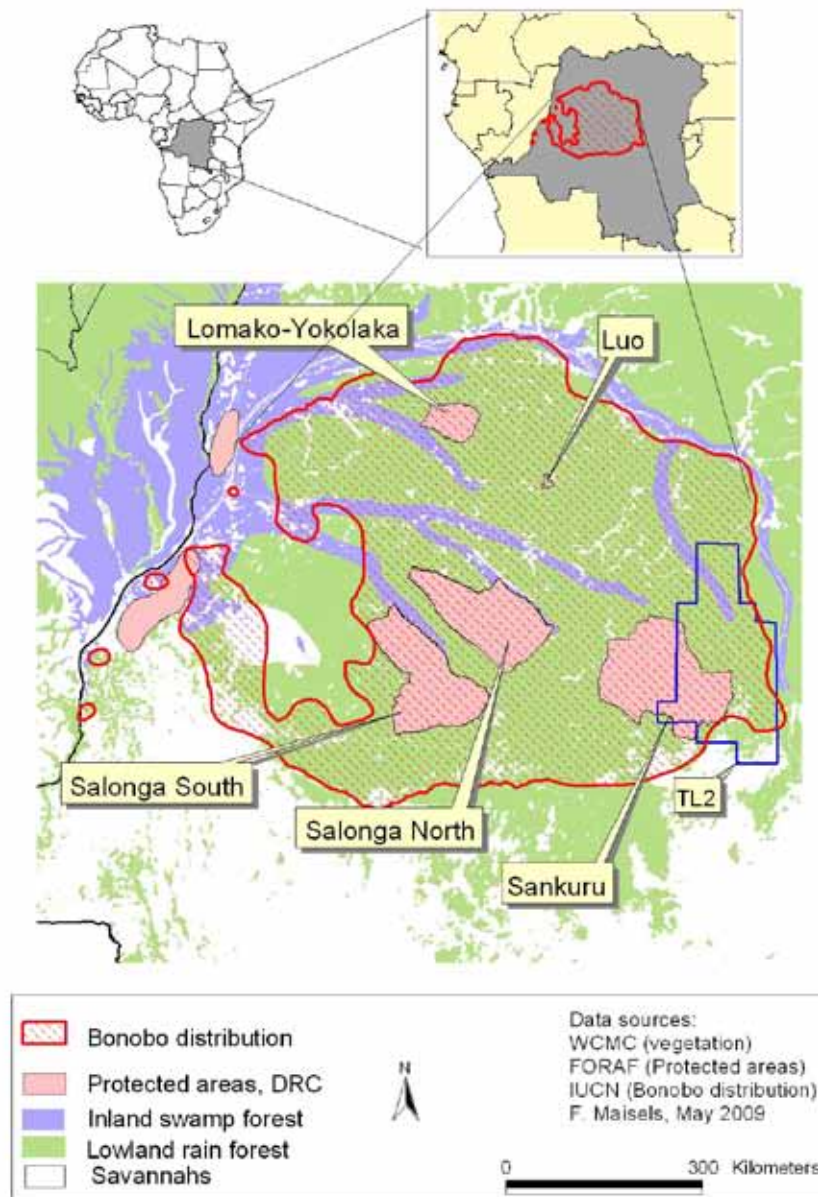 Lomako-Yokolaka
Luo
Salonga South
Salonga North
TL2
Sankuru
Bonobo distribution
Protected areas, DRC
Inland swamp forest
Lowland rain forest
Savannahs
N
Data sources:
WCMC (vegetation)
FORAF (Protected areas)
IUCN (Bonobo distribution)
F. Maisels, May 2009
0 300 Kilometers